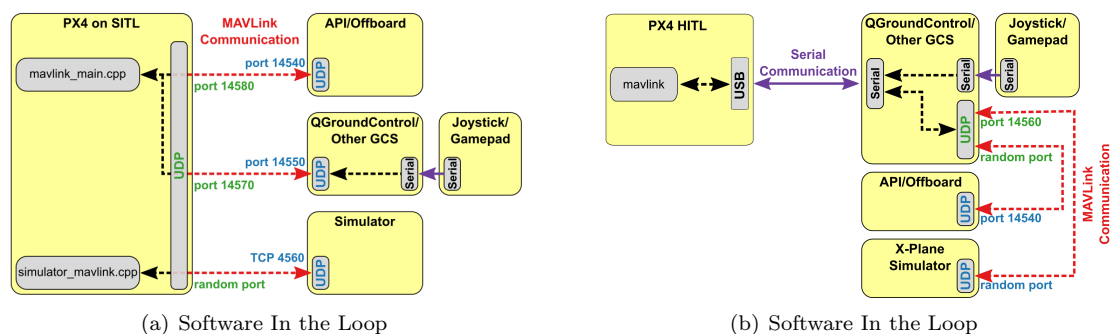 PX4 on SITL
MAVLink
Communication
API/Offboard
mavlink_main.cpp
port 14540
port 14580
UDP
UDP
QGroundControl/
Other GCS
Joystick/
Gamepad
port 14550
port 14570
UDP
Serial
Serial
Simulator
simulator_mavlink.cpp
TCP 4560
random port
UDP
(a) Software In the Loop
PX4 HITL
QGroundControl/
Other GCS
Joystick/
Gamepad
Serial
Communication
mavlink
USB
Serial
Serial
Serial
UDP
port 14560
random port
API/Offboard
UDP
port 14540
MAVLink
Communication
X-Plane
Simulator
UDP
random port
(b) Software In the Loop